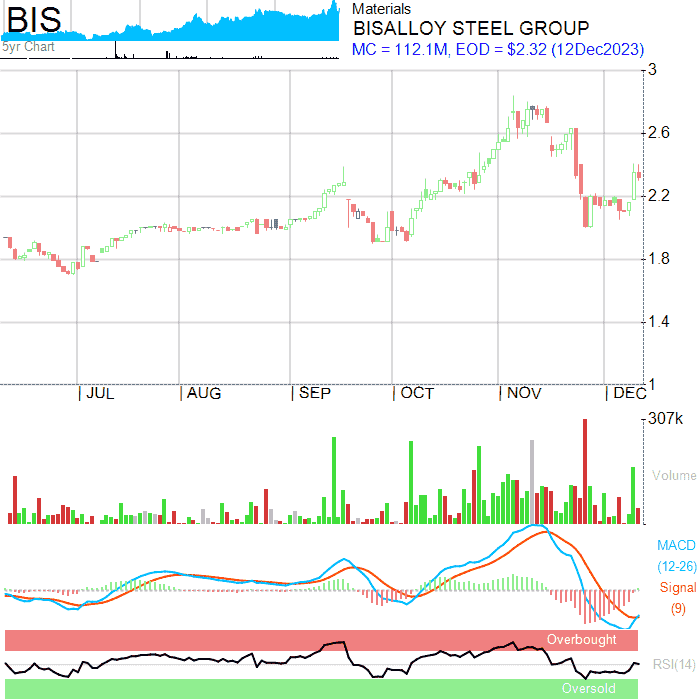 BIS
5yr Chart
Materials
BISALLOY STEEL GROUP
MC = 112.1M, EOD = $2.32 (12Dec2023)
3
2.6
2.2
1.8
1.4
1
JUL
AUG
SEP
OCT
NOV
DEC
307k
Volume
MACD
(12-26)
Signal
(9)
Overbought
RSI(14)
Oversold